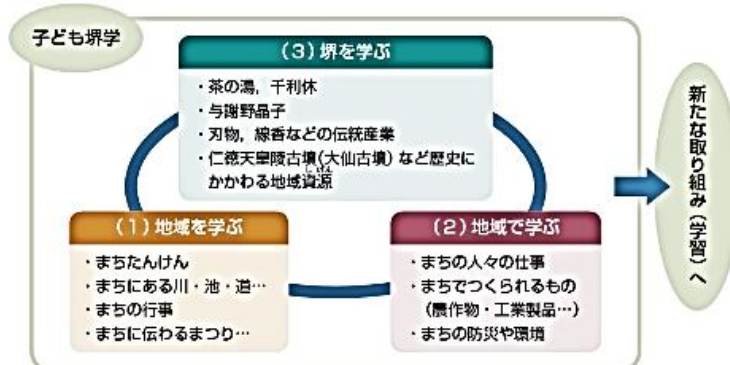 子ども堺学
(3)堺を学ぶ
・茶の湯，千利休
・与謝野晶子
・刃物，線香などの伝統産業
・仁徳天皇陵古墳(大仙古墳)など歴史に
かかわる地域資源
しげん
(1)地域を学ぶ
・まちたんけん
・まちにある川・池・道…
・まちの行事
・まちに伝わるまつり…
(2)地域で学ぶ
・まちの人々の仕事
・まちでつくられるもの
(農作物・工業製品…)
・まちの防災や環境
新たな取り組み(学習)へ